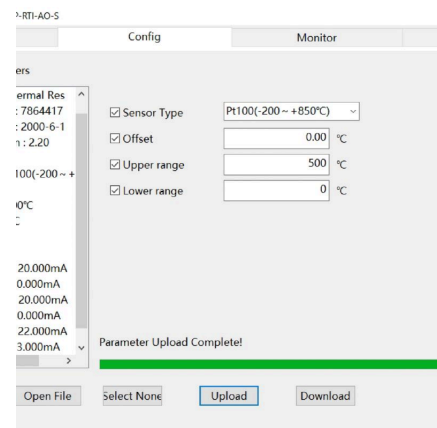 P-RTI-AO-S
Config
Monitor
ers
ermal Res
: 7864417
: 2000-6-1
n : 2.20
100(-200 ~ +
00℃
C
20.000mA
0.000mA
20.000mA
0.000mA
22.000mA
3.000mA
Sensor Type
Pt100(-200 ~ +850℃)
Offset
0.00 ℃
Upper range
500 ℃
Lower range
0 ℃
Parameter Upload Complete!
Open File
Select None
Upload
Download